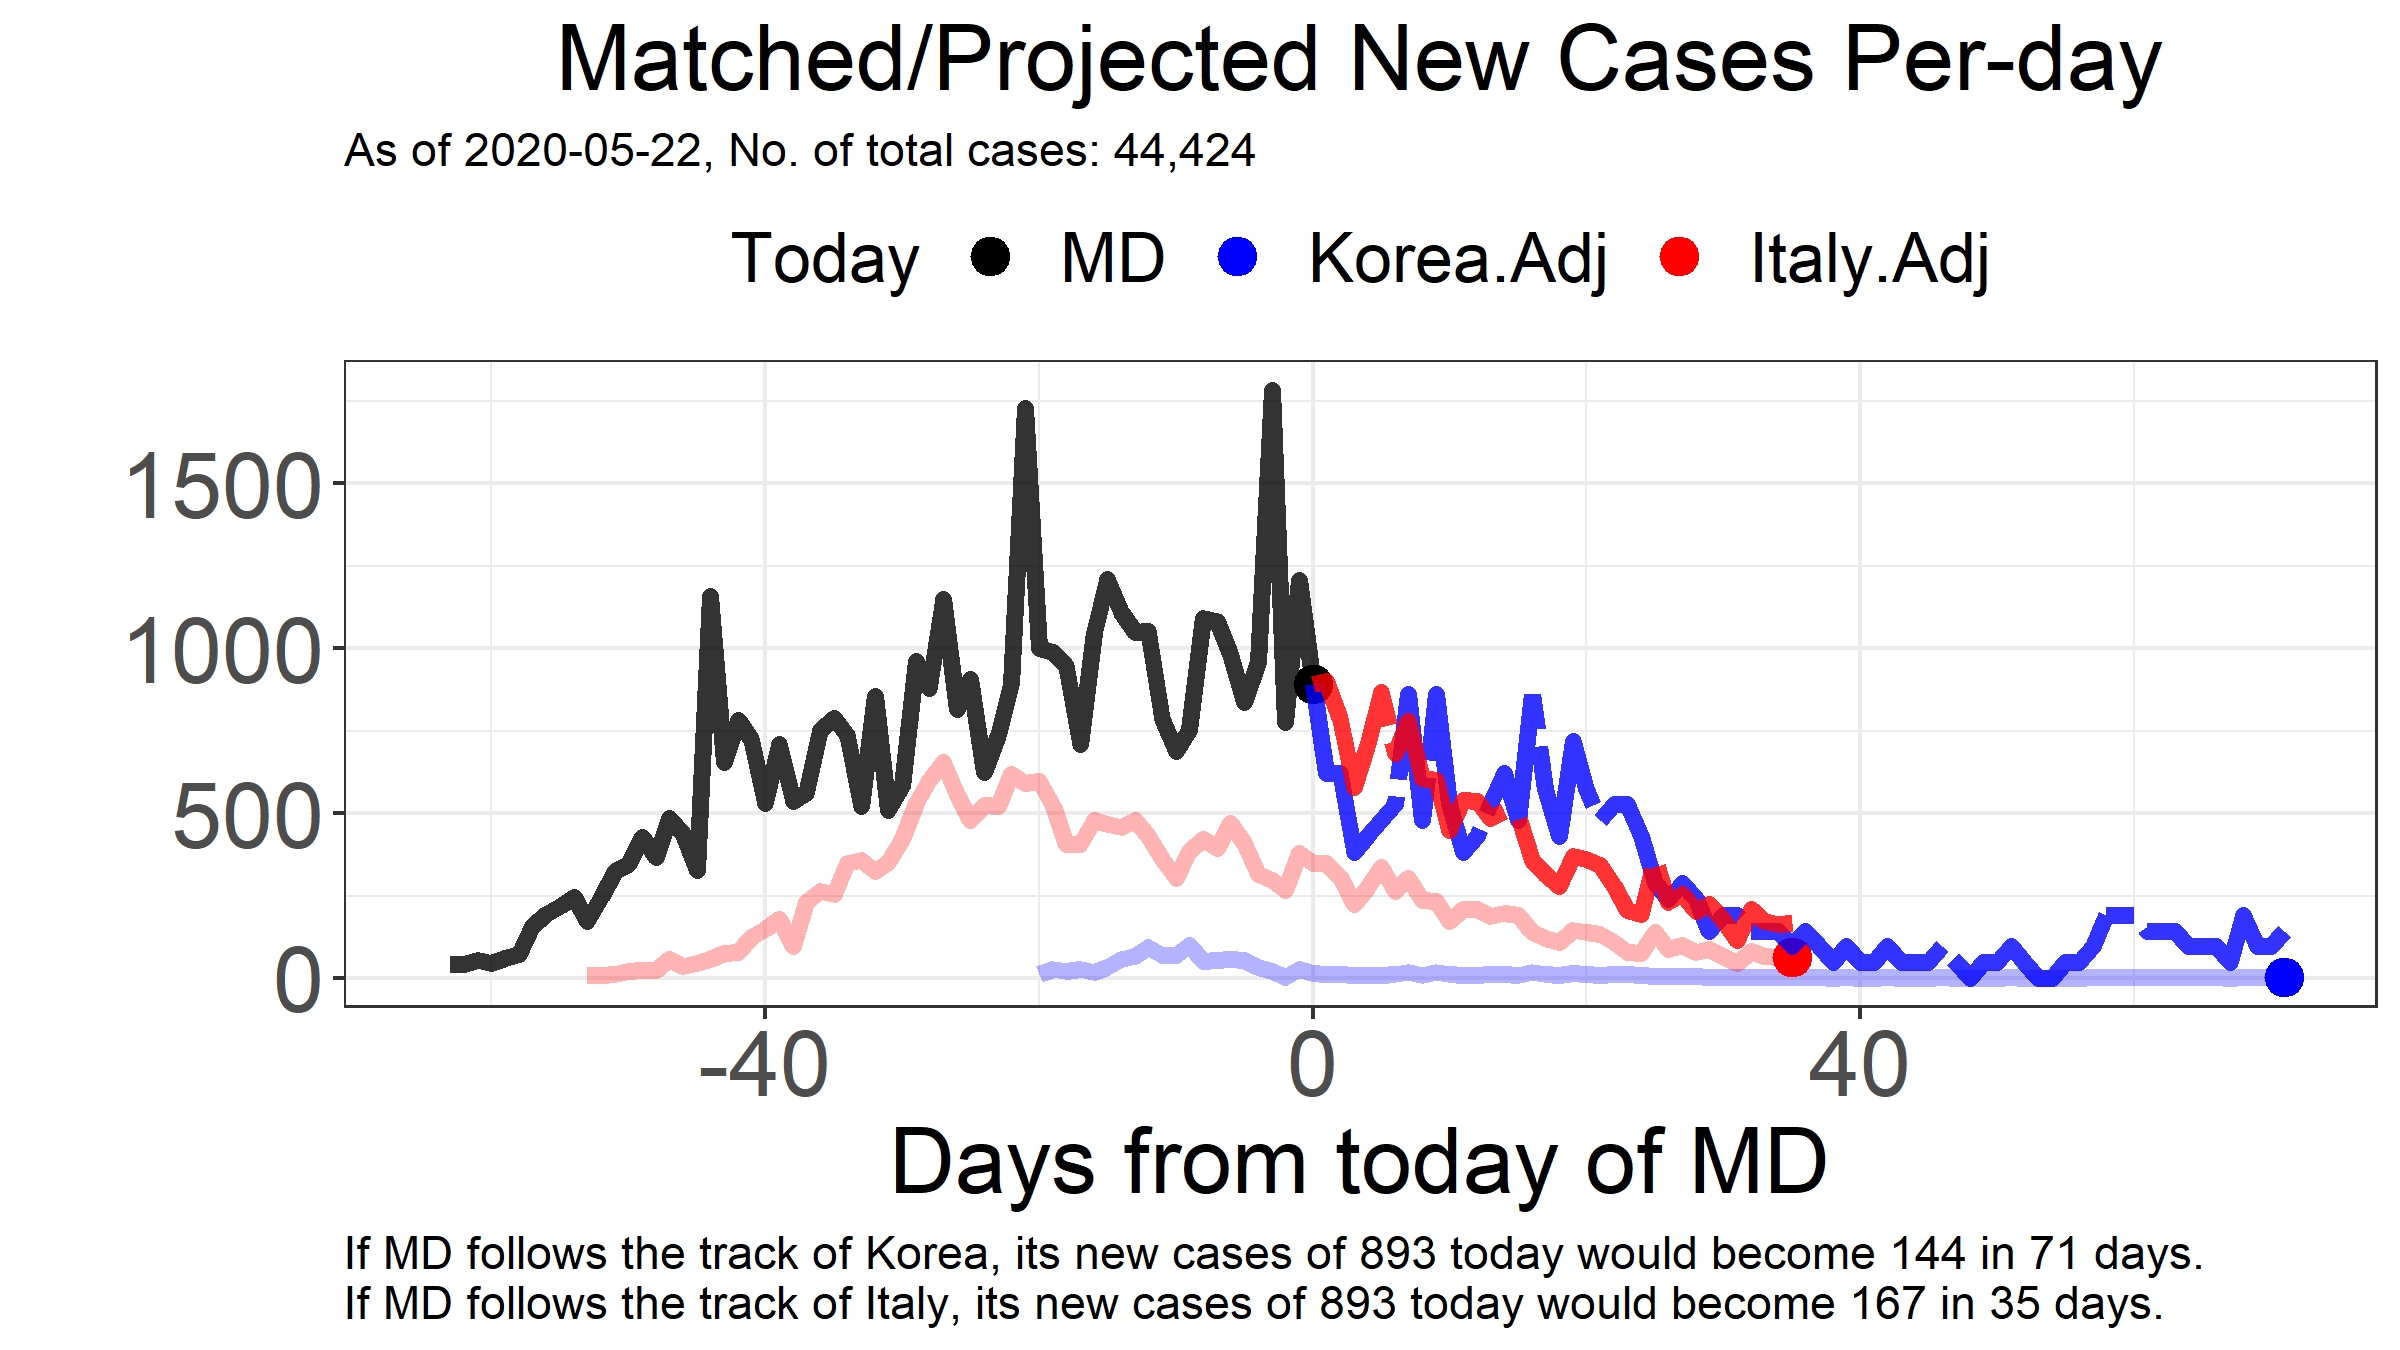 Matched/Projected New Cases Per-day
As of 2020-05-22, No. of total cases: 44,424
Today MD Korea.Adj Italy.Adj
1500
1000
500
0
-40 0 40
Days from today of MD
If MD follows the track of Korea, its new cases of 893 today would become 144 in 71 days.
If MD follows the track of Italy, its new cases of 893 today would become 167 in 35 days.